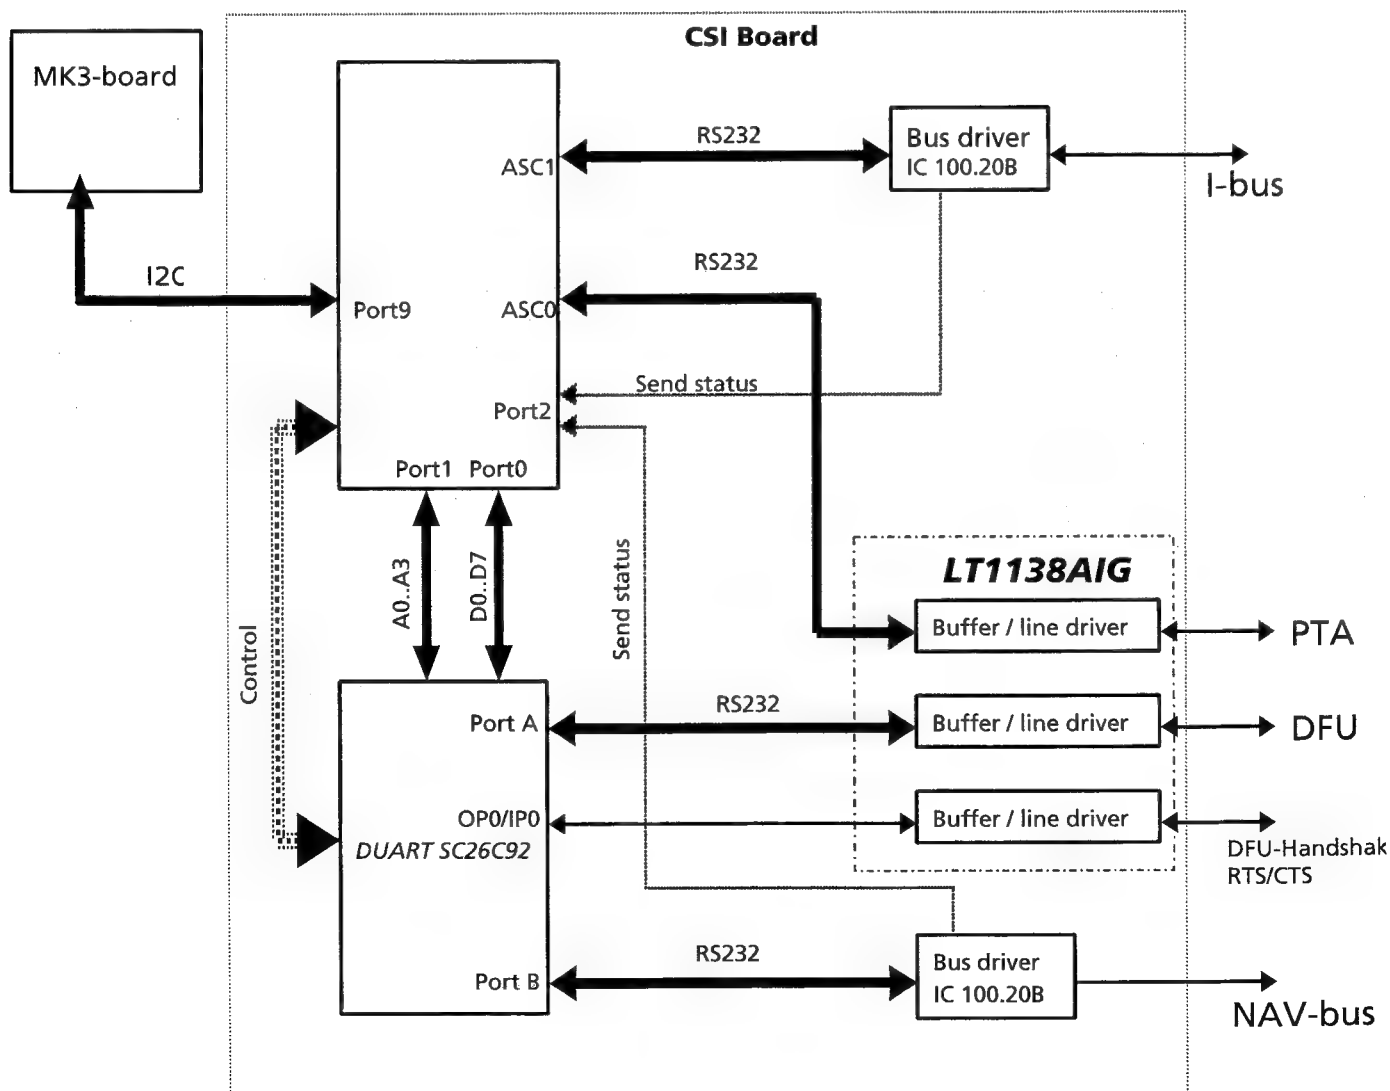 CSI Board
MK3-board
RS232
Bus driver
IC 100.20B
ASC1
I-bus
I2C
RS232
Port9
ASC0
Send status
Port2
Port1 Port0
A0..A3
D0..D7
Send status
Control
LT1138AIG
Buffer / line driver
PTA
Port A
RS232
Buffer / line driver
DFU
OP0/IP0
Buffer / line driver
DUART SC26C92
DFU-Handshak
RTS/CTS
RS232
Port B
Bus driver
IC 100.20B
NAV-bus